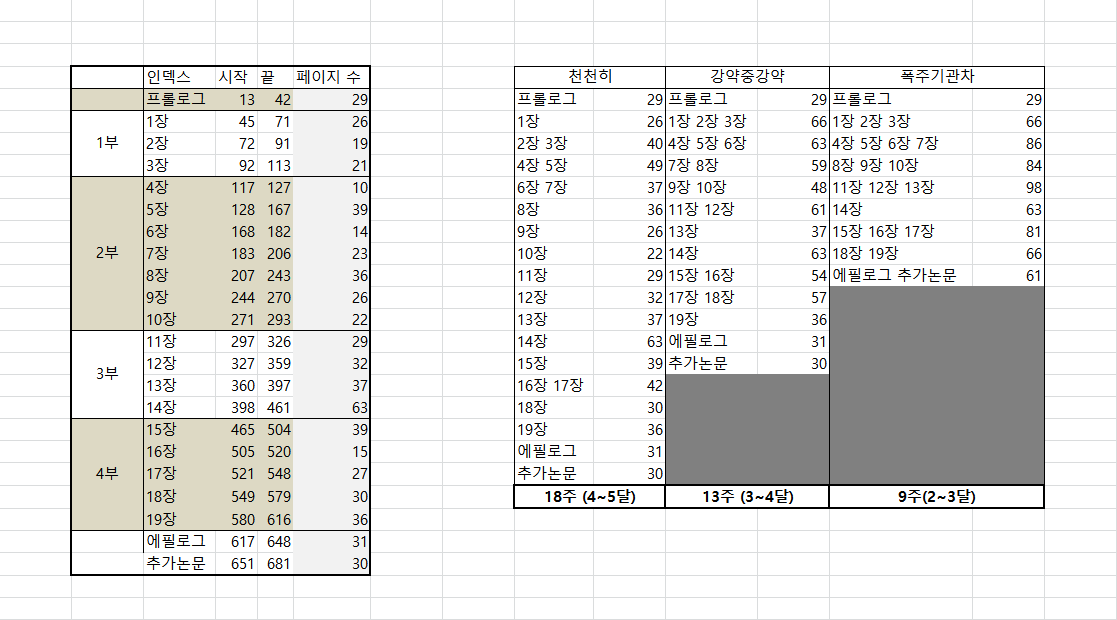 인덱스 시작 끝 페이지 수
프롤로그 13 42 29
1부
1장 45 71 26
2장 72 91 19
3장 92 113 21
2부
4장 117 127 10
5장 128 167 39
6장 168 182 14
7장 183 206 23
8장 207 243 36
9장 244 270 26
10장 271 293 22
3부
11장 297 326 29
12장 327 359 32
13장 360 397 37
14장 398 461 63
4부
15장 465 504 39
16장 505 520 15
17장 521 548 27
18장 549 579 30
19장 580 616 36
에필로그 617 648 31
추가논문 651 681 30
천천히 강약중강약 폭주기관차
프롤로그 29 프롤로그 29 프롤로그 29
1장 26 1장 2장 3장 66 1장 2장 3장 66
2장 3장 40 4장 5장 6장 63 4장 5장 6장 7장 86
4장 5장 49 7장 8장 59 8장 9장 10장 84
6장 7장 37 9장 10장 48 11장 12장 13장 98
8장 36 11장 12장 61 14장 63
9장 26 13장 37 15장 16장 17장 81
10장 22 14장 63 18장 19장 66
11장 29 15장 16장 54 에필로그 추가논문 61
12장 32 17장 18장 57
13장 37 19장 36
14장 63 에필로그 31
15장 39 추가논문 30
16장 17장 42
18장 30
19장 36
에필로그 31
추가논문 30
18주 (4~5달) 13주 (3~4달) 9주(2~3달)